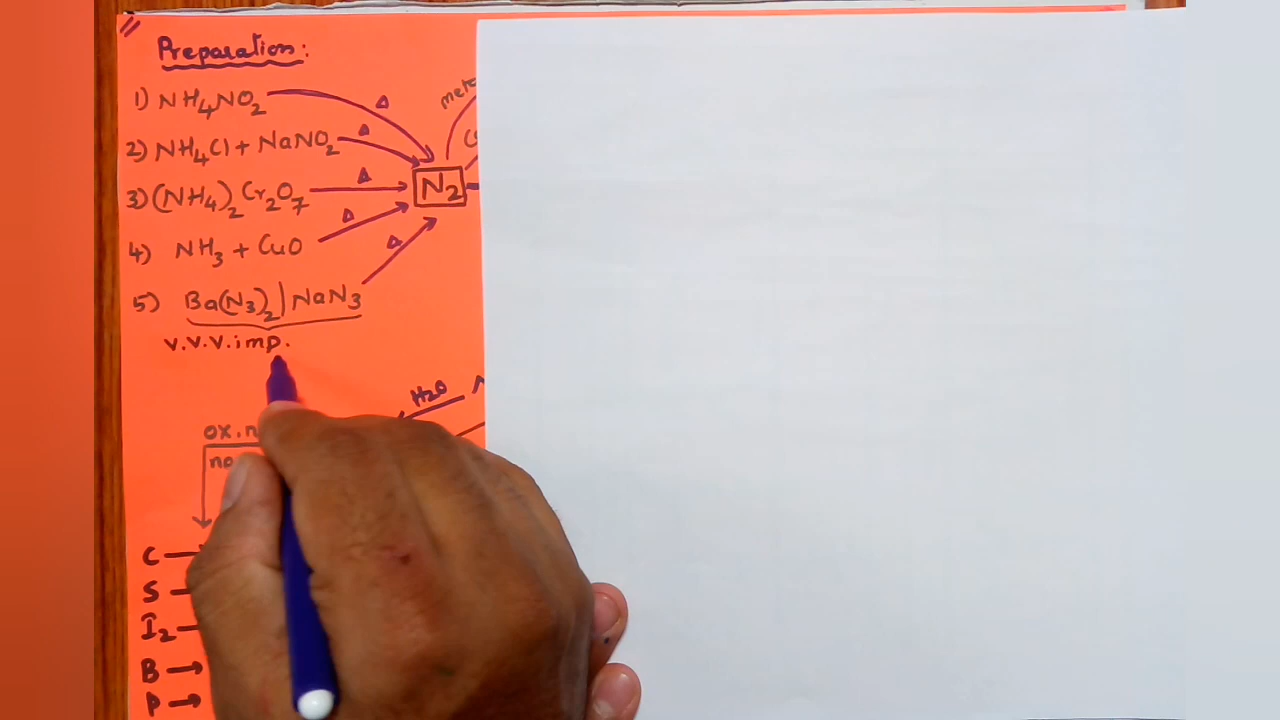 Preparation:
1) NH4NO2 Δ
2) NH4Cl + NaNO2 Δ
3) (NH4)2Cr2O7 Δ
N2
4) NH3 + CuO Δ
5) Ba(N3)2 | NaN3 Δ
v.v.v.imp.
H2O
ox.n
C
S
I2
B
P